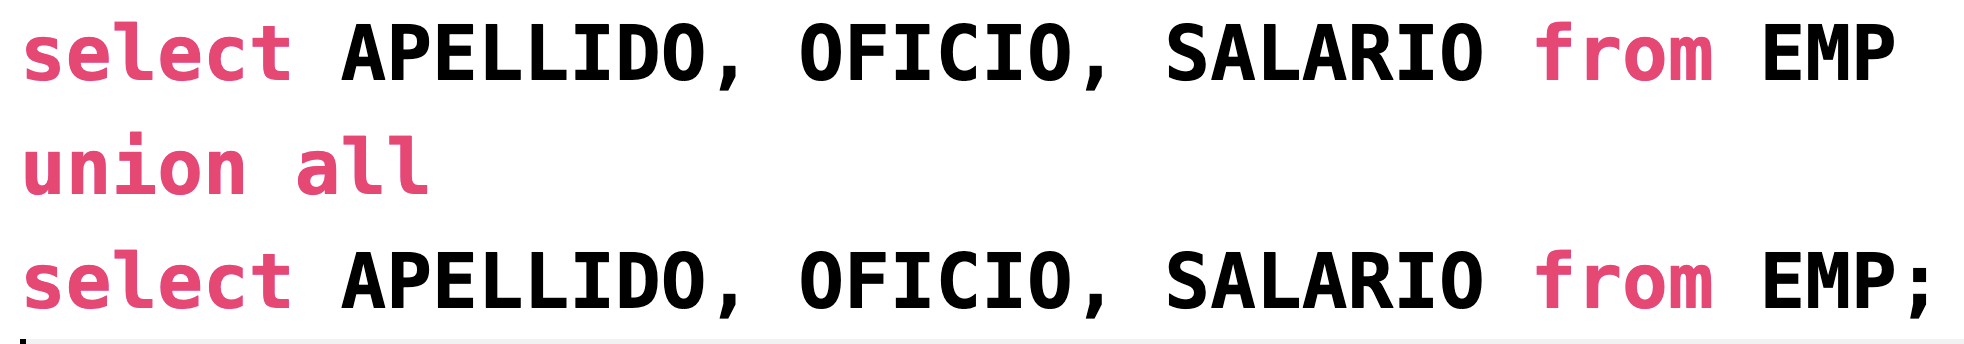 select APELLIDO, OFICIO, SALARIO from EMP
union all
select APELLIDO, OFICIO, SALARIO from EMP;